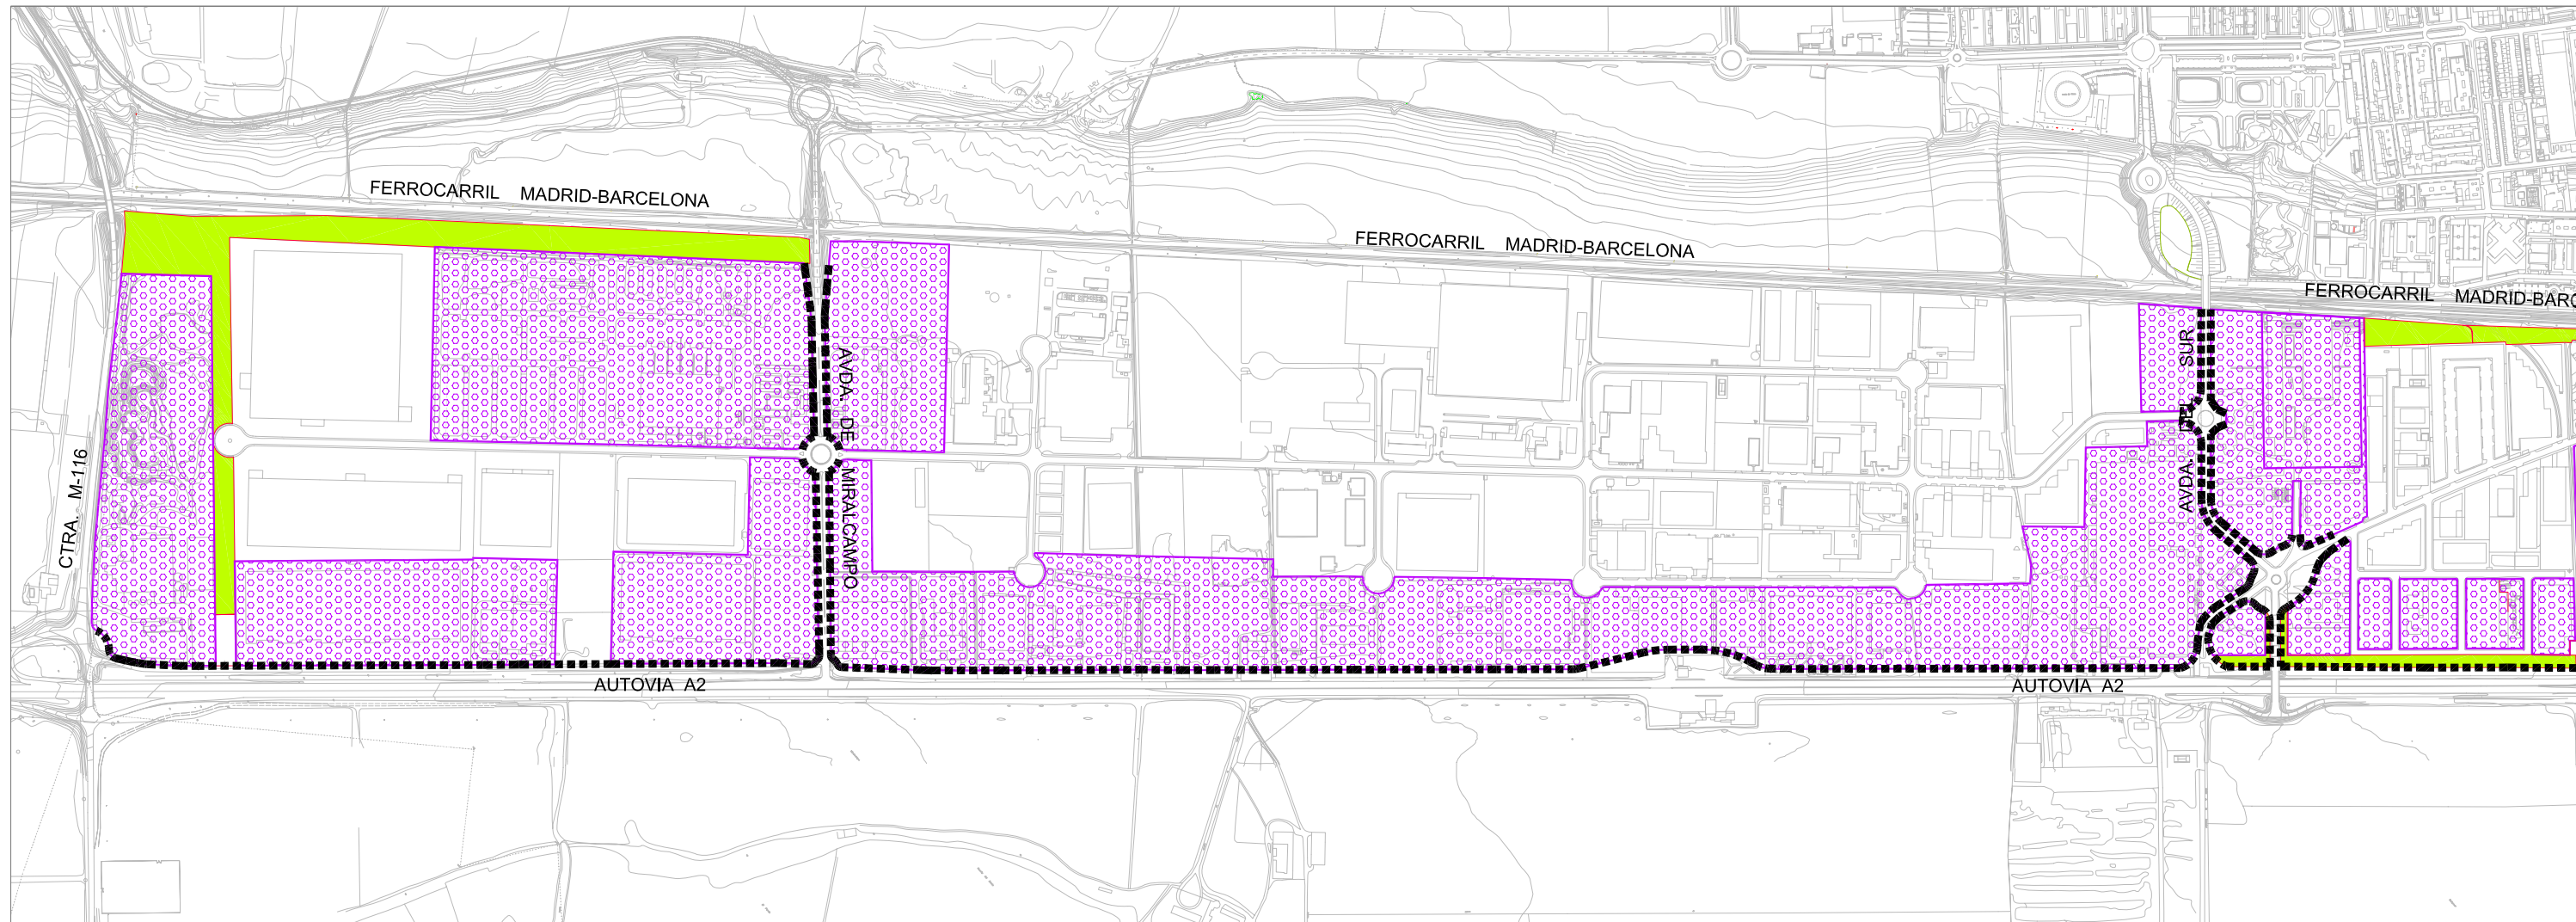 FERROCARRIL MADRID-BARCELONA
FERROCARRIL MADRID-BARCELONA
FERROCARRIL MADRID-BARC
CTRA. M-116
AVDA. DE MIRALCAMPO
AVDA. DEL SUR
AUTOVIA A2
AUTOVIA A2